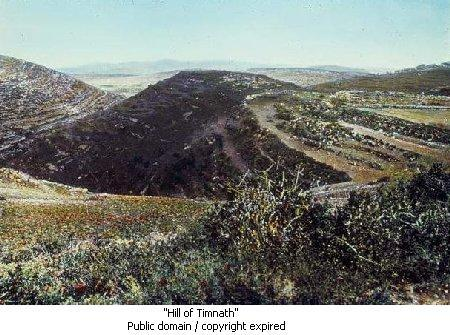 "Hill of Timnath"
Public domain / copyright expired